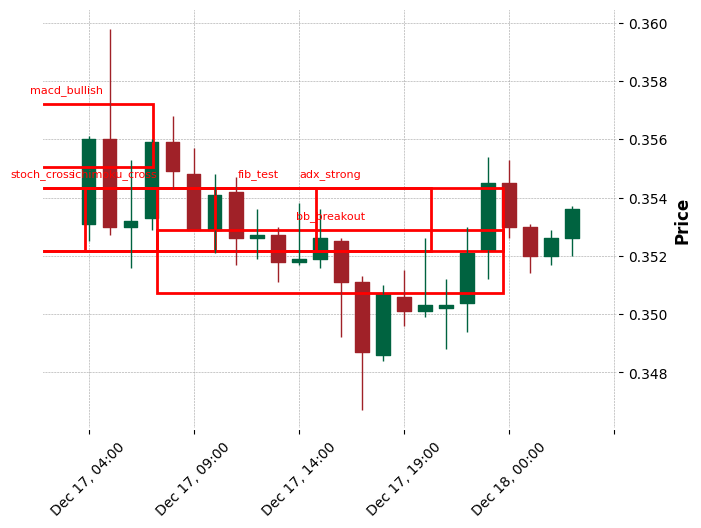 0.360
0.358
macd_bullish
0.356
stoch_cross
ichimoku_cross
fib_test
adx_strong
0.354
bb_breakout
Price
0.352
0.350
0.348
Dec 17, 04:00
Dec 17, 09:00
Dec 17, 14:00
Dec 17, 19:00
Dec 18, 00:00